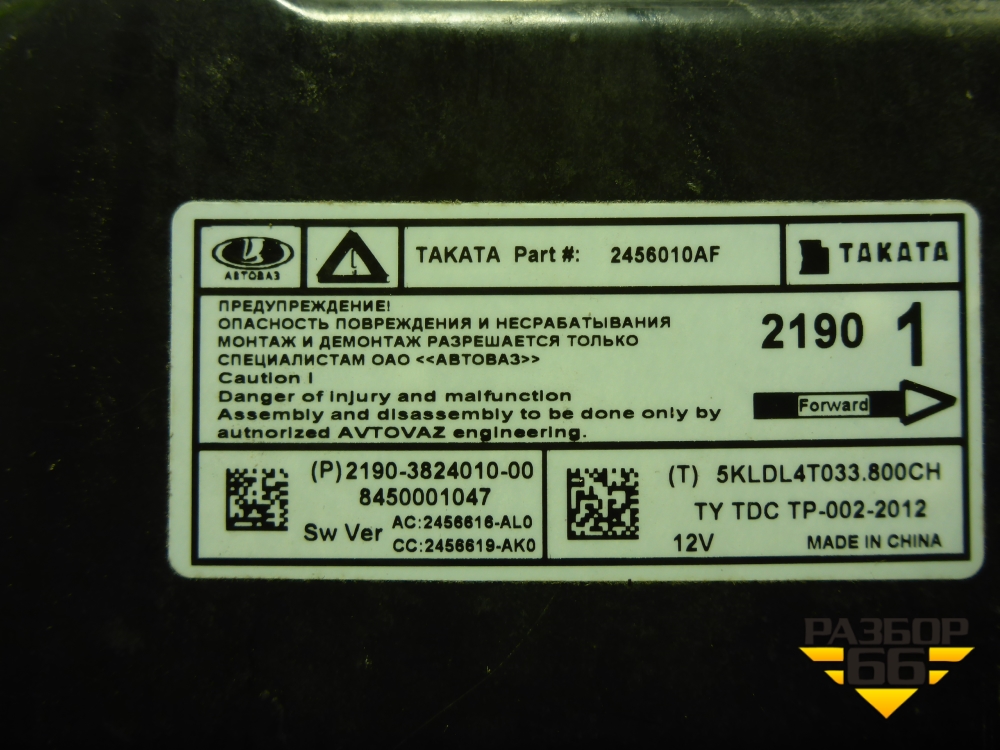 АВТОВАЗ
TAKATA Part #: 2456010AF
TAKATA
ПРЕДУПРЕЖДЕНИЕ!
ОПАСНОСТЬ ПОВРЕЖДЕНИЯ И НЕСРАБАТЫВАНИЯ
МОНТАЖ И ДЕМОНТАЖ РАЗРЕШАЕТСЯ ТОЛЬКО
СПЕЦИАЛИСТАМ ОАО <<АВТОВАЗ>>
Caution !
Danger of injury and malfunction
Assembly and disassembly to be done only by
autnorized AVTOVAZ engineering.
2190 1
Forward
(P)2190-3824010-00
8450001047
Sw Ver
AC:2456616-AL0
CC:2456619-AK0
(T) 5KLDL4T033.800CH
TY TDC TP-002-2012
12V
MADE IN CHINA
РАЗБОР
66